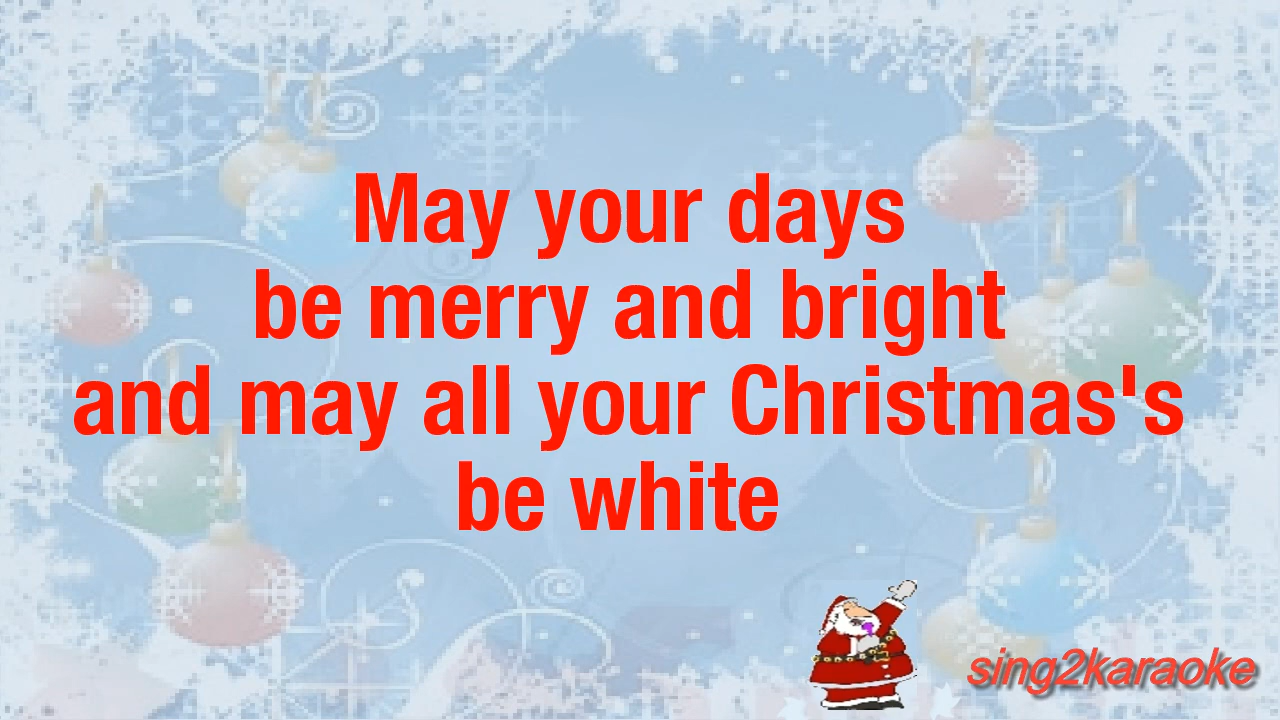 May your days
be merry and bright
and may all your Christmas's
be white
sing2karaoke